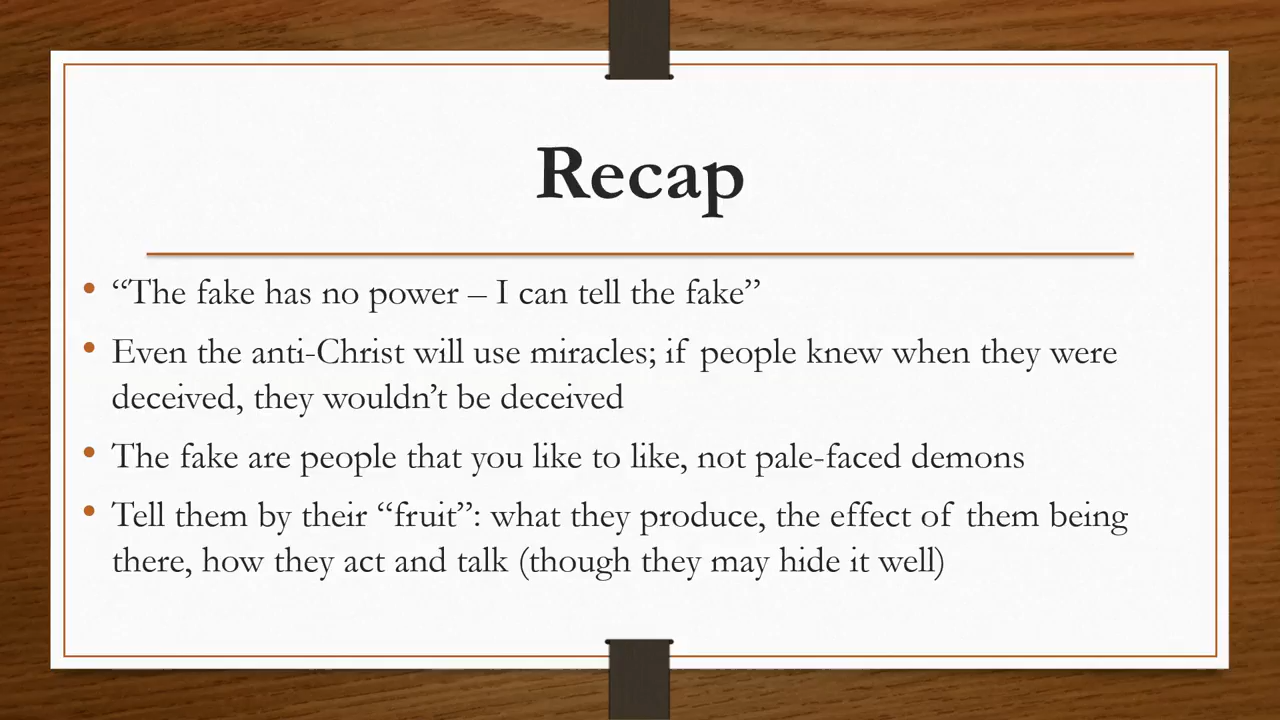 Recap
• “The fake has no power – I can tell the fake”
• Even the anti-Christ will use miracles; if people knew when they were
deceived, they wouldn’t be deceived
• The fake are people that you like to like, not pale-faced demons
• Tell them by their “fruit”: what they produce, the effect of them being
there, how they act and talk (though they may hide it well)